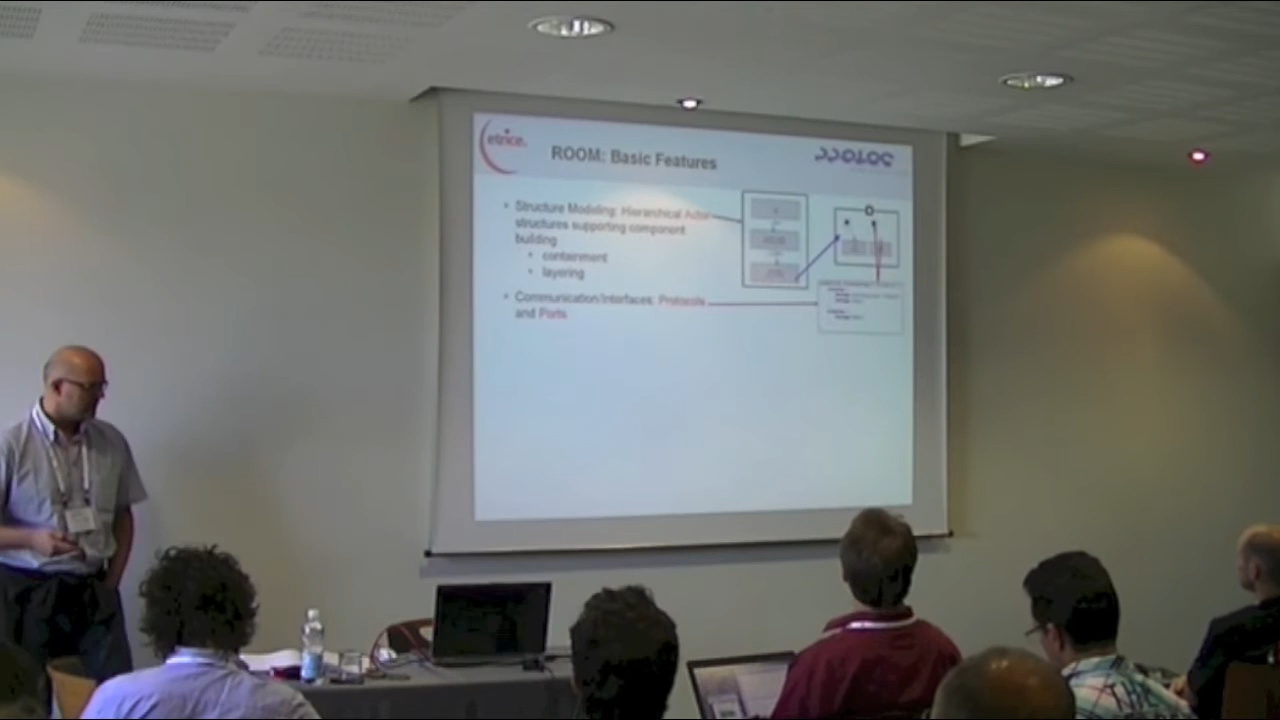 etrice.
ROOM: Basic Features
protos
• Structure Modeling: Hierarchical Actor
structures supporting component
building
• containment
• layering
• Communication/Interfaces: Protocols
and Ports